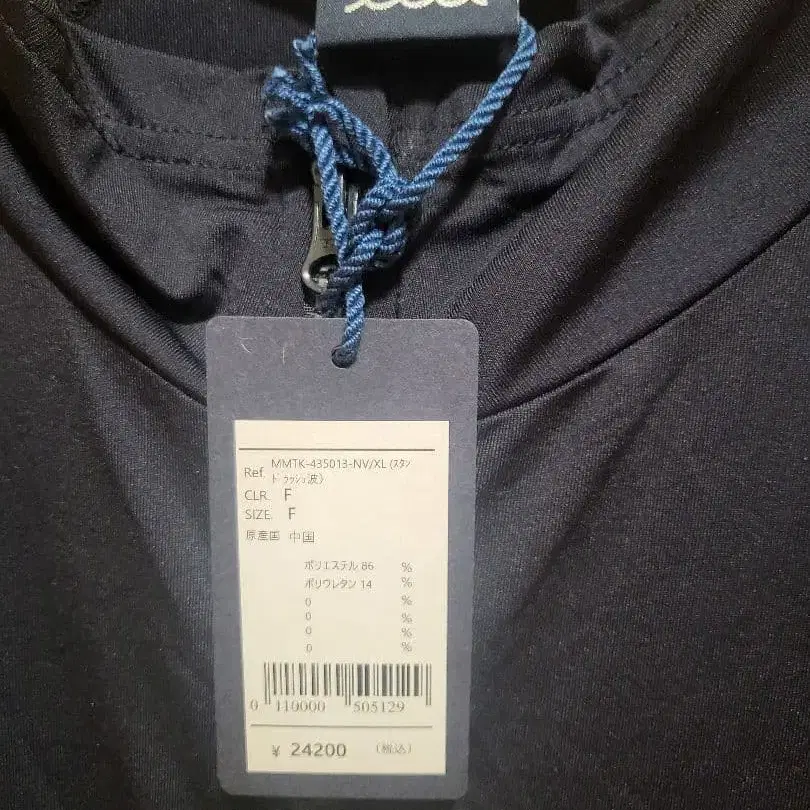 Ref. MMTK-435013-NV/XL (ｽﾀﾝ
ﾄﾞﾗｯｼｭ波)
CLR. F
SIZE. F
原産国 中国
ポリエステル 86 %
ポリウレタン 14 %
0 %
0 %
0 %
0 %
0 110000 505129
¥ 24200 (税込)